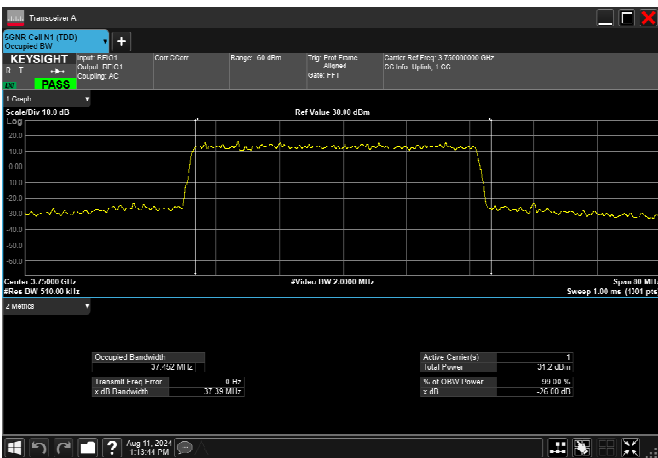 Transceiver A
5GNR Cell N1 (TDD)
Occupied BW
+
KEYSIGHT
R T
PASS
Input: RFIO1
Output: RFIO1
Coupling: AC
Corr CCorr
Range: -60 dBm
Trig: Prot Frame
Aligned
Gate: FFT
Carrier Ref Freq: 3.750000000 GHz
CC Info: Uplink, 1 CC
1 Graph
Scale/Div 10.0 dB
Ref Value 30.00 dBm
Log
20.0
10.0
0.00
-10.0
-20.0
-30.0
-40.0
-50.0
-60.0
Center 3.75000 GHz
#Video BW 2.0000 MHz
Span 80 MHz
#Res BW 510.00 kHz
Sweep 1.00 ms (1001 pts
2 Metrics
Occupied Bandwidth
37.452 MHz
Transmit Freq Error 0 Hz
x dB Bandwidth 37.39 MHz
Active Carrier(s) 1
Total Power 31.2 dBm
% of OBW Power 99.00 %
x dB -26.00 dB
?
Aug 11, 2024
1:13:44 PM